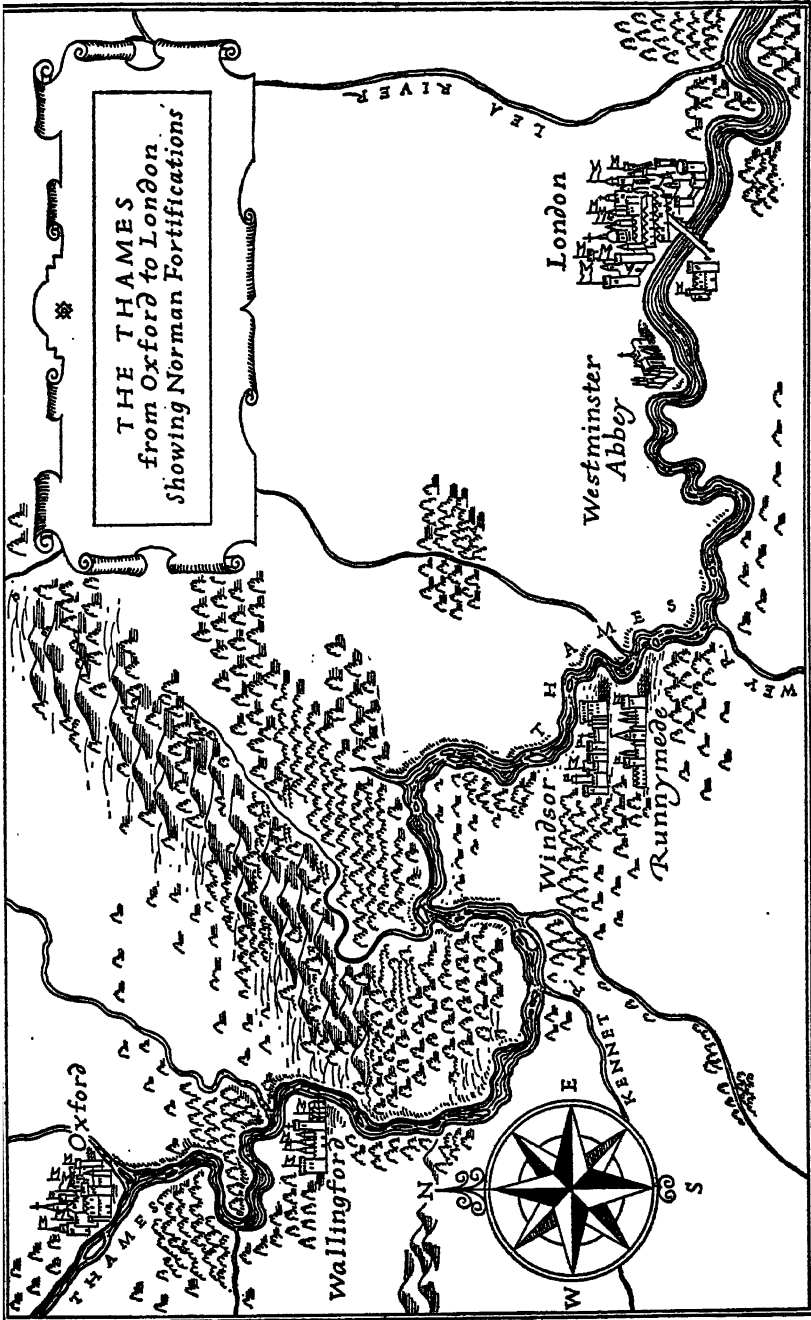 THE THAMES
from Oxford to London
Showing Norman Fortifications
LEA RIVER
London
Westminster
Abbey
THAMES
WEY
Windsor
Runnymede
Oxford
THAMES
Wallingford
KENNET
N
E
S
W